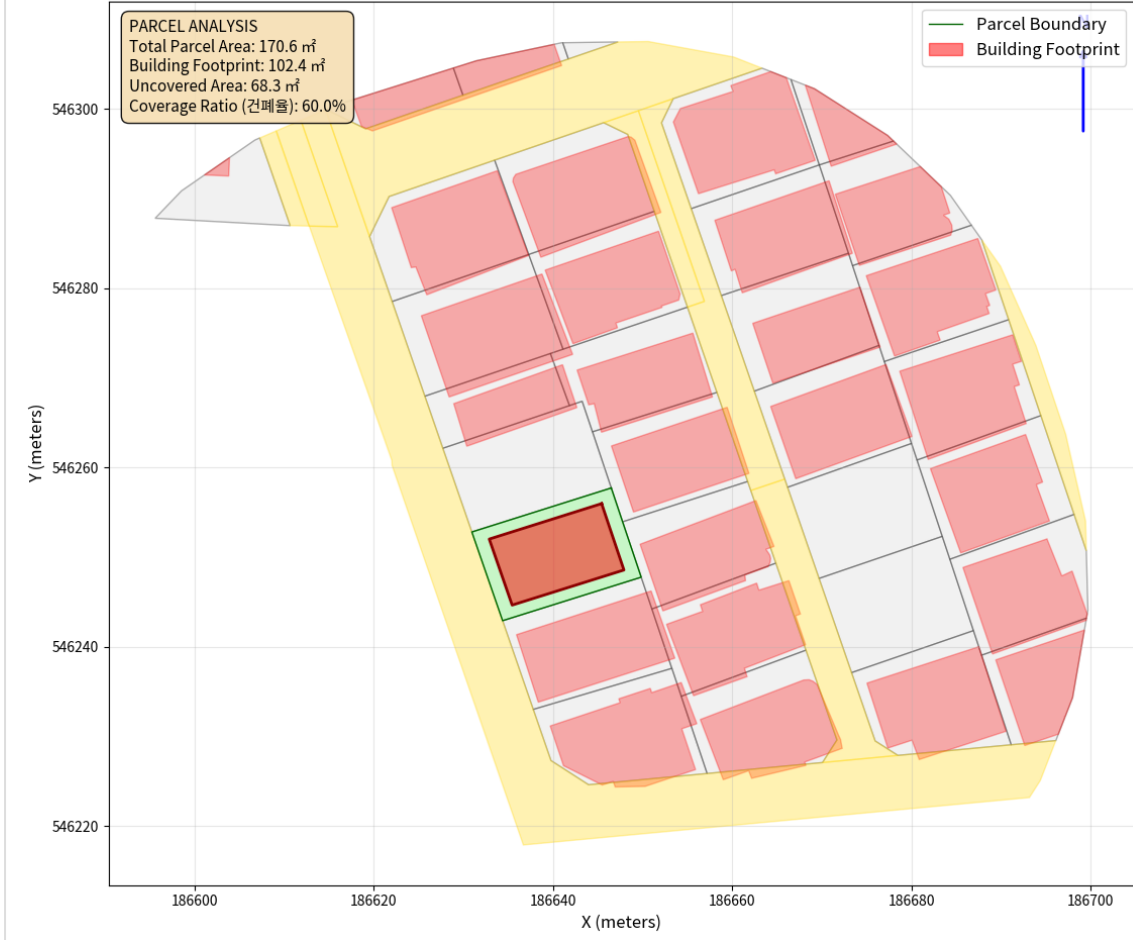 PARCEL ANALYSIS
Total Parcel Area: 170.6 ㎡
Building Footprint: 102.4 ㎡
Uncovered Area: 68.3 ㎡
Coverage Ratio (건폐율): 60.0%
Parcel Boundary
Building Footprint
546300
546280
546260
546240
546220
Y (meters)
186600 186620 186640 186660 186680 186700
X (meters)